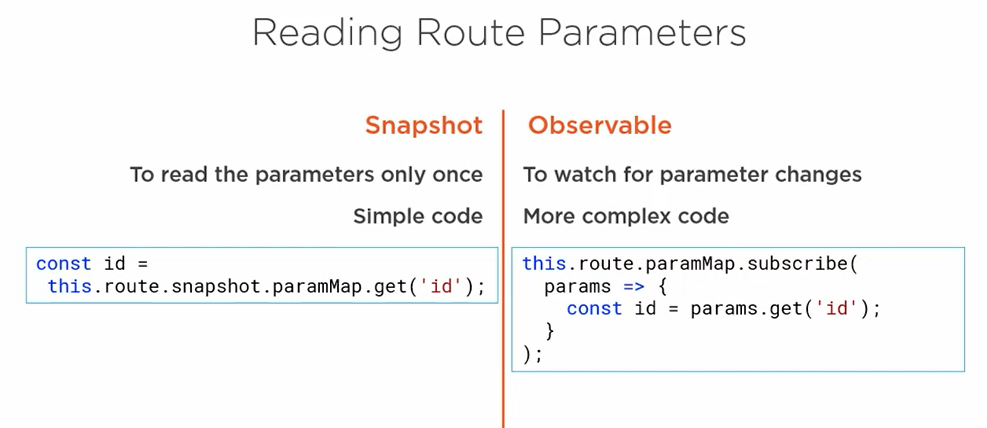 Reading Route Parameters
Snapshot
To read the parameters only once
Simple code
const id =
this.route.snapshot.paramMap.get('id');
Observable
To watch for parameter changes
More complex code
this.route.paramMap.subscribe(
params => {
const id = params.get('id');
}
);